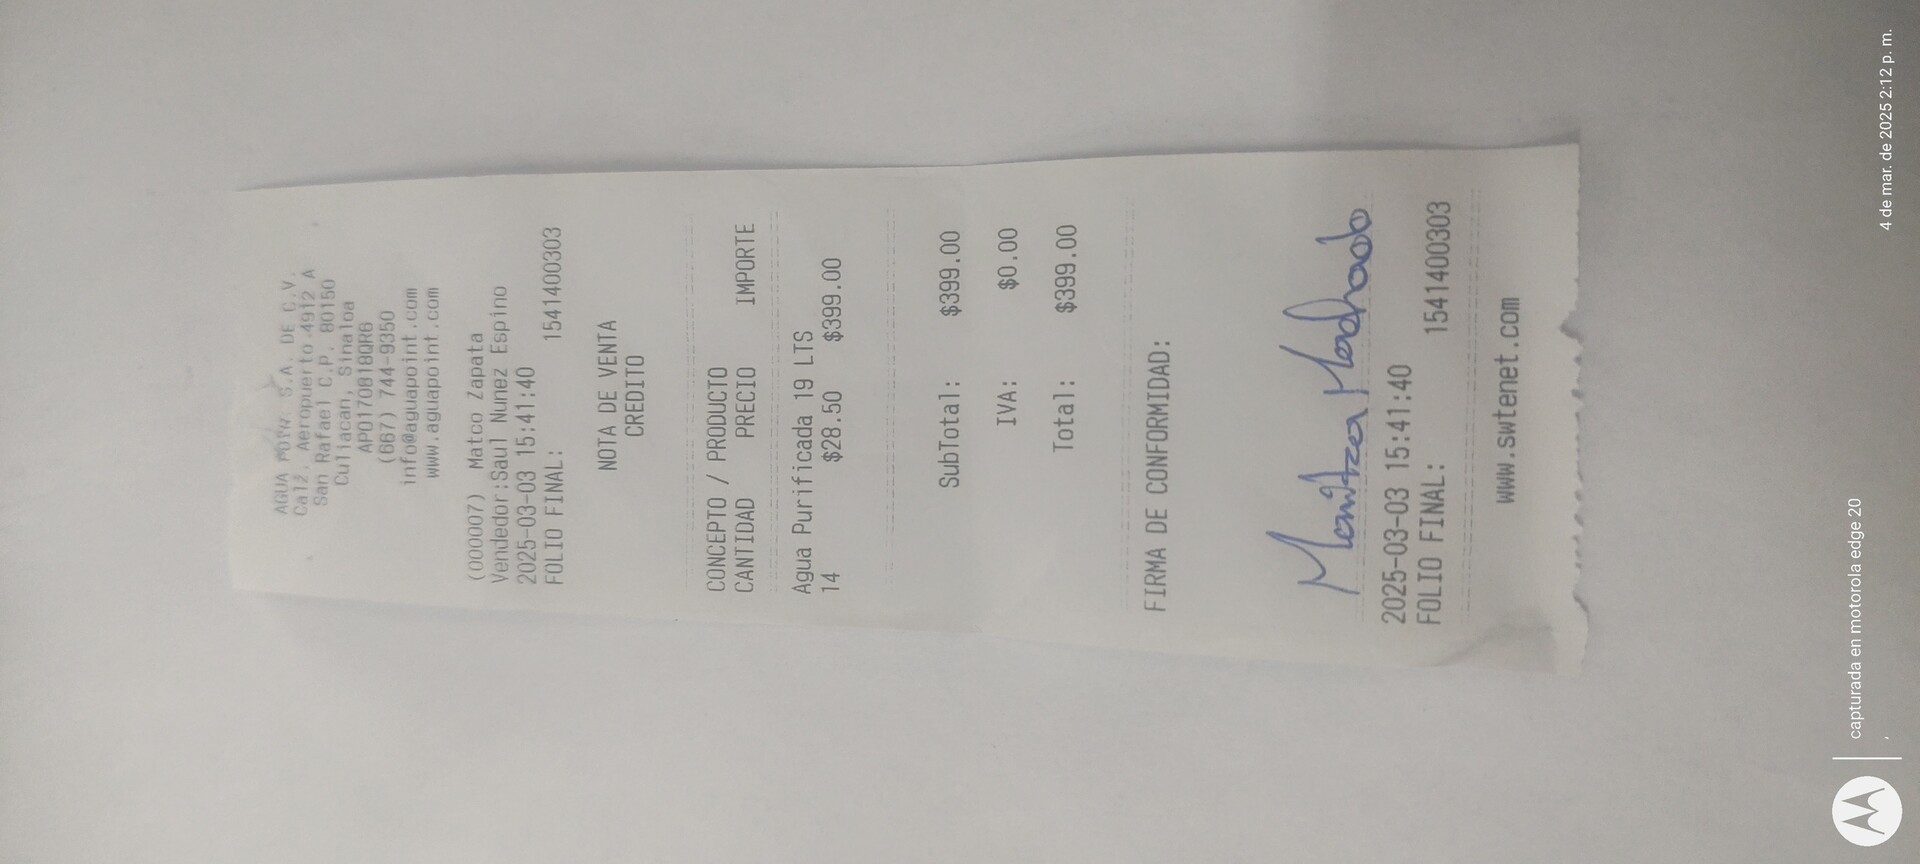 AGUA S.A. DE C.V.
Calz. Aeropuerto 4912 A
San Rafael C.P. 80150
Culiacan, Sinaloa
APO170818QR6
(667) 744-9350
info@aguapoint.com
www.aguapoint.com
(000007) Matco Zapata
Vendedor:Saul Nunez Espino
2025-03-03 15:41:40
FOLIO FINAL: 1541400303
NOTA DE VENTA
CREDITO
CONCEPTO / PRODUCTO
CANTIDAD PRECIO IMPORTE
Agua Purificada 19 LTS
14 $28.50 $399.00
SubTotal: $399.00
IVA: $0.00
Total: $399.00
FIRMA DE CONFORMIDAD:
Maritza Machado
2025-03-03 15:41:40
FOLIO FINAL: 1541400303
www.swtenet.com
capturada en motorola edge 20
4 de mar. de 2025 2:12 p. m.